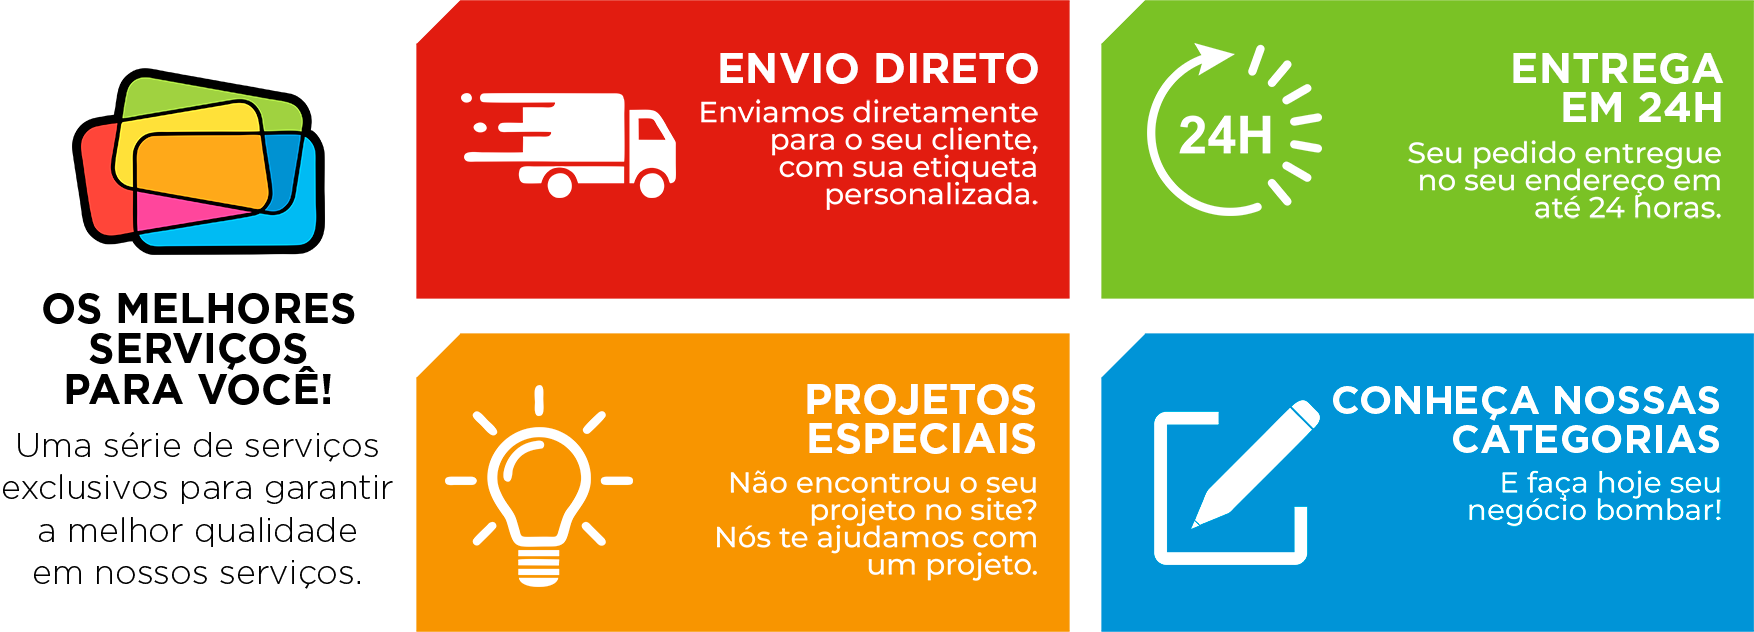 OS MELHORES
SERVIÇOS
PARA VOCÊ!
Uma série de serviços
exclusivos para garantir
a melhor qualidade
em nossos serviços.
ENVIO DIRETO
Enviamos diretamente
para o seu cliente,
com sua etiqueta
personalizada.
24H
ENTREGA
EM 24H
Seu pedido entregue
no seu endereço em
até 24 horas.
PROJETOS
ESPECIAIS
Não encontrou o seu
projeto no site?
Nós te ajudamos com
um projeto.
CONHEÇA NOSSAS
CATEGORIAS
E faça hoje seu
negócio bombar!